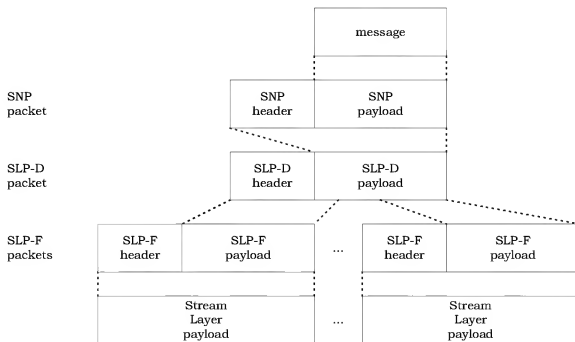 message
SNP
packet
SNP
header
SNP
payload
SLP-D
packet
SLP-D
header
SLP-D
payload
SLP-F
packets
SLP-F
header
SLP-F
payload
...
SLP-F
header
SLP-F
payload
Stream
Layer
payload
...
Stream
Layer
payload